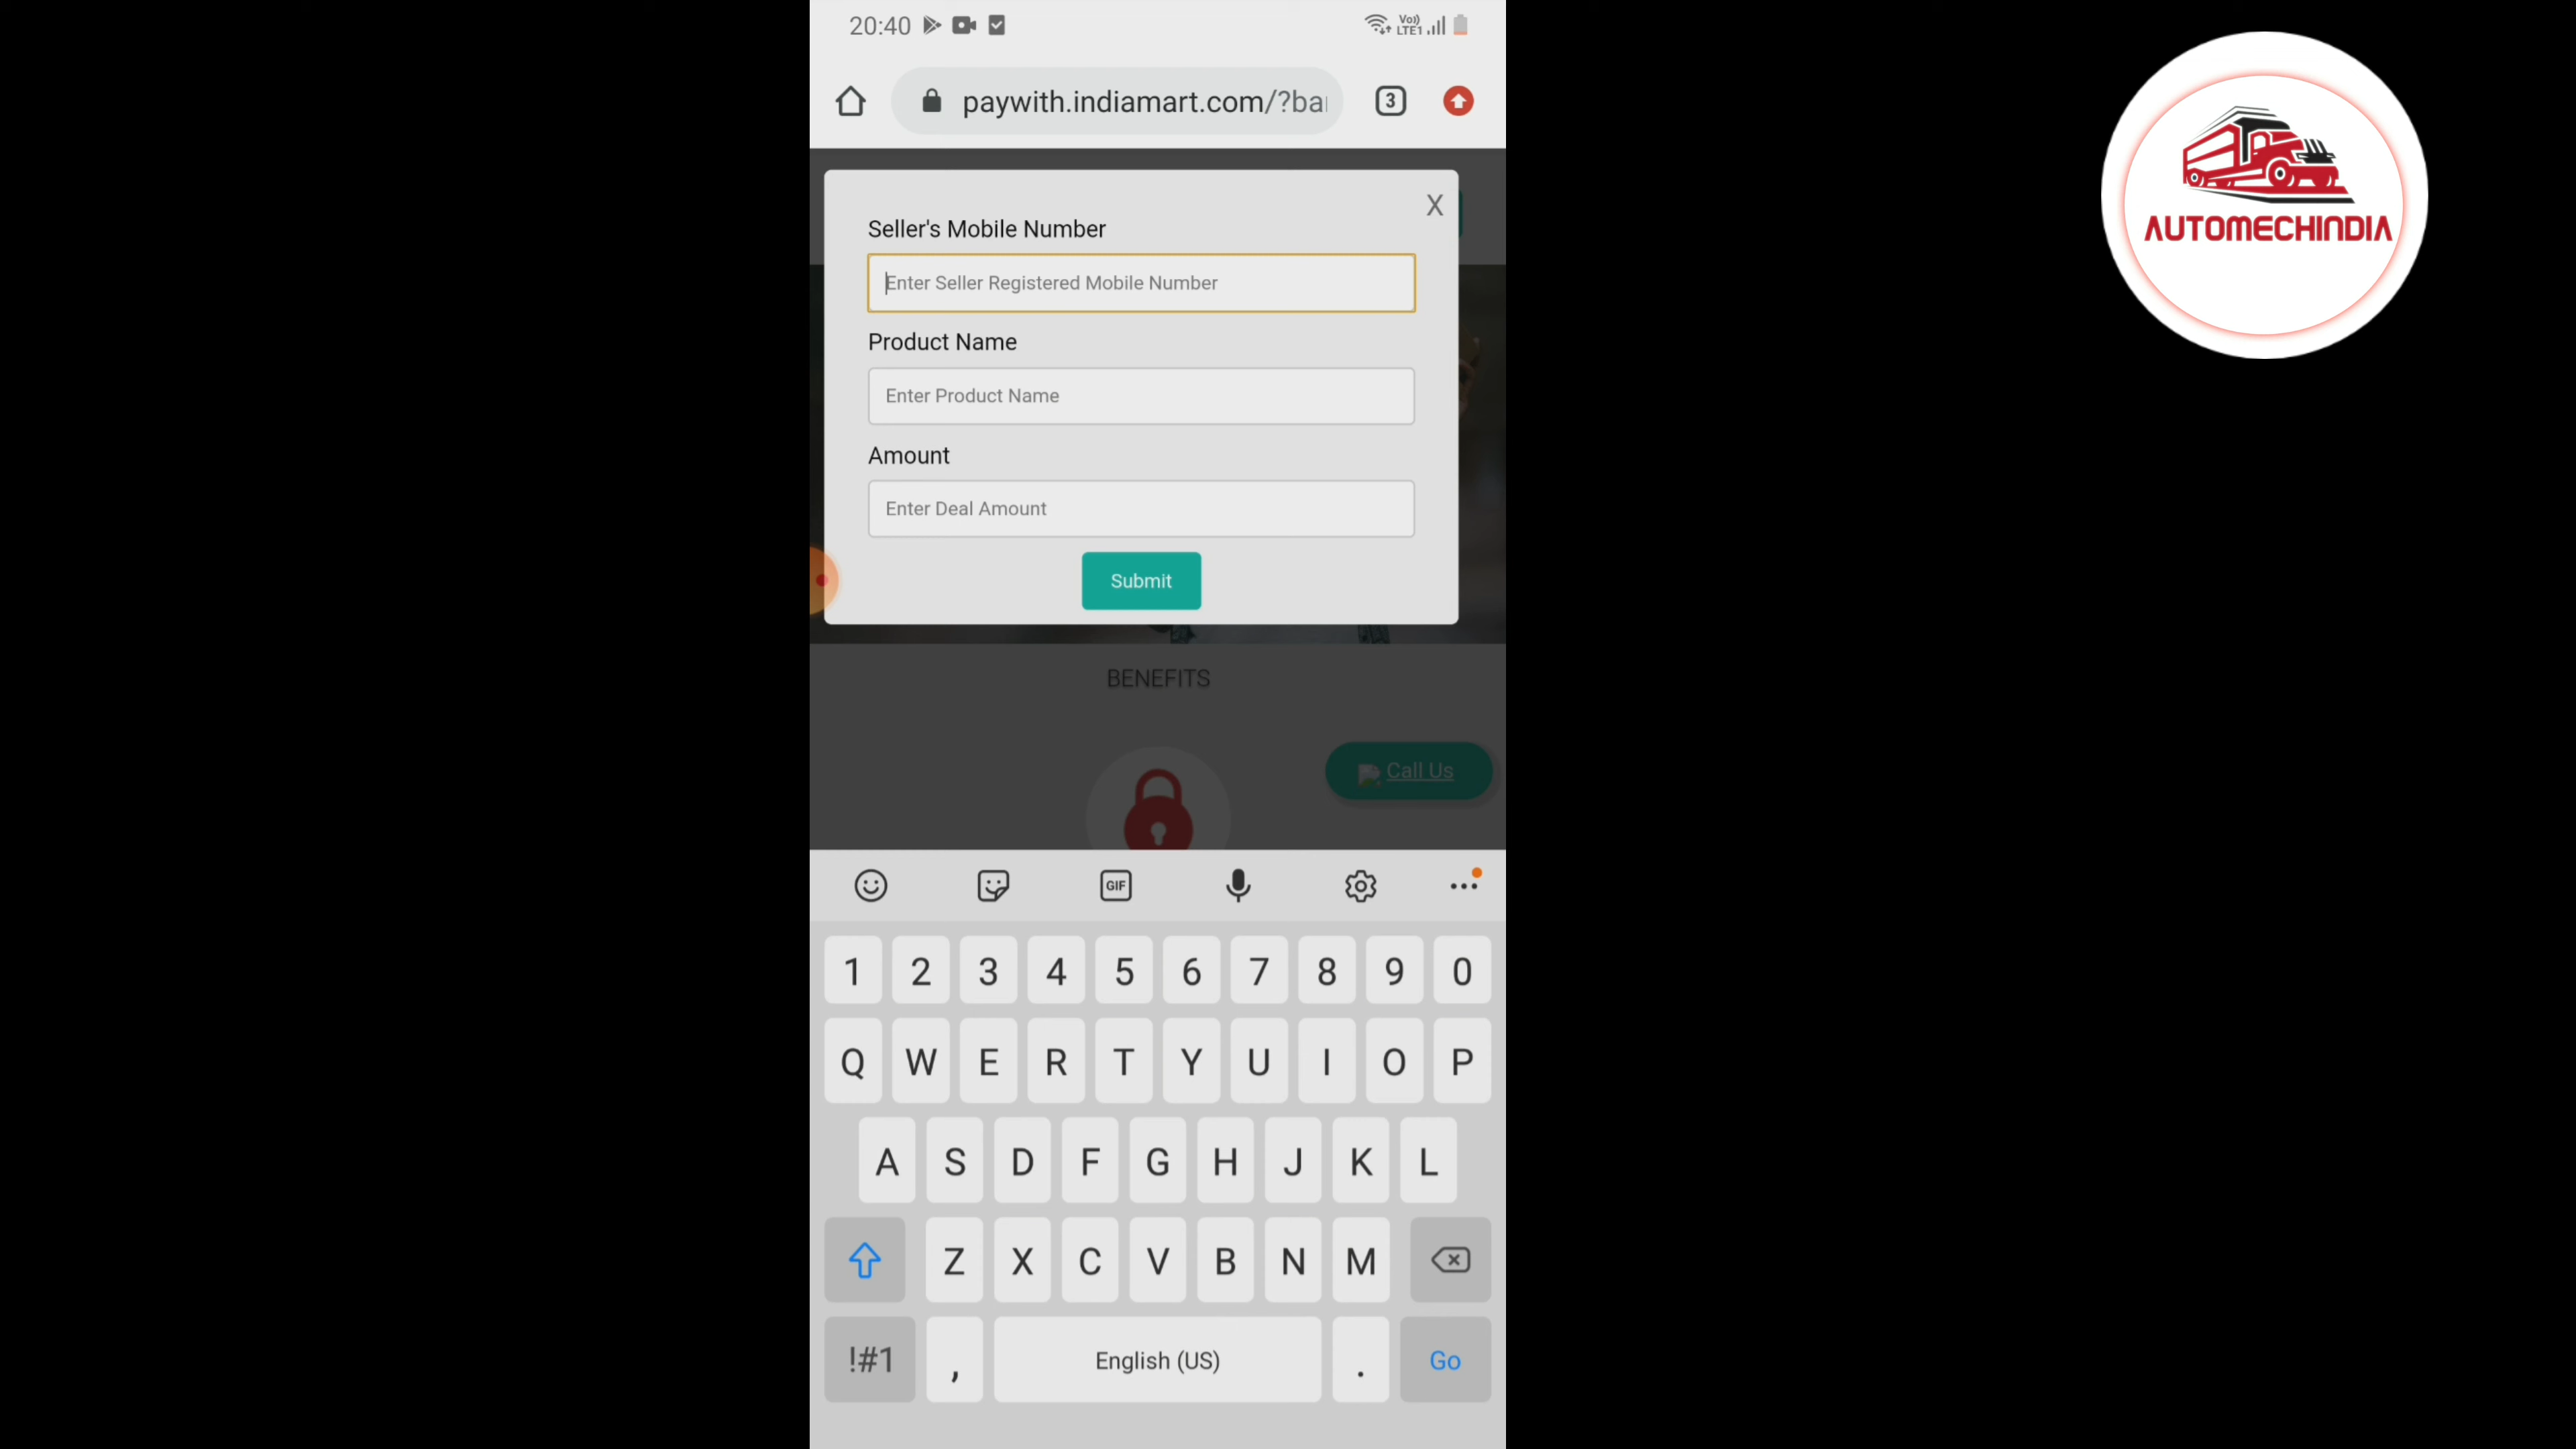 20:40
Vo)) LTE1
paywith.indiamart.com/?ba
3
X
Seller's Mobile Number
Enter Seller Registered Mobile Number
Product Name
Enter Product Name
Amount
Enter Deal Amount
Submit
BENEFITS
Call Us
GIF
1 2 3 4 5 6 7 8 9 0
Q W E R T Y U I O P
A S D F G H J K L
Z X C V B N M
!#1 , English (US) . Go
AUTOMECHINDIA